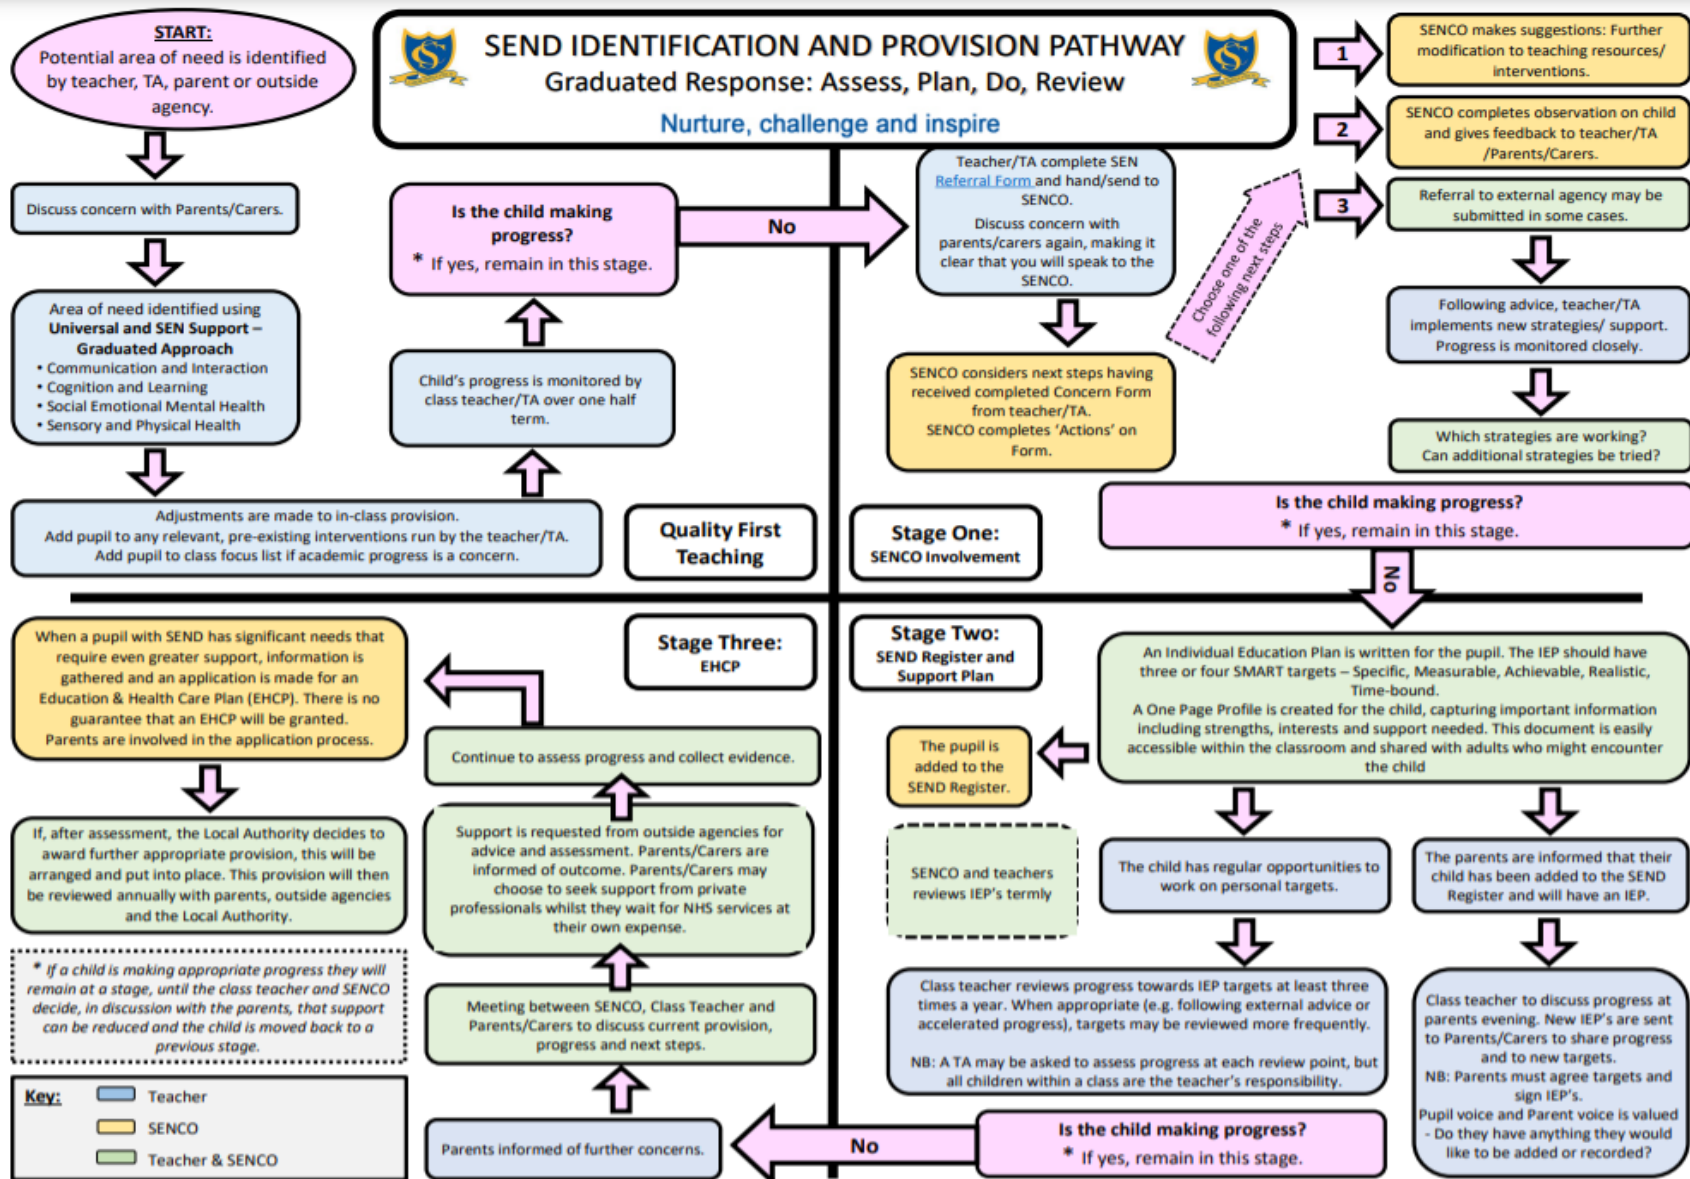 START:
Potential area of need is identified
by teacher, TA, parent or outside
agency.
SEND IDENTIFICATION AND PROVISION PATHWAY
Graduated Response: Assess, Plan, Do, Review
Nurture, challenge and inspire
Discuss concern with Parents/Carers.
Area of need identified using
Universal and SEN Support –
Graduated Approach
• Communication and Interaction
• Cognition and Learning
• Social Emotional Mental Health
• Sensory and Physical Health
Adjustments are made to in-class provision.
Add pupil to any relevant, pre-existing interventions run by the teacher/TA.
Add pupil to class focus list if academic progress is a concern.
Child's progress is monitored by
class teacher/TA over one half
term.
Is the child making
progress?
* If yes, remain in this stage.
No
Quality First
Teaching
Teacher/TA complete SEN
Referral Form and hand/send to
SENCO.
Discuss concern with
parents/carers again, making it
clear that you will speak to the
SENCO.
SENCO considers next steps having
received completed Concern Form
from teacher/TA.
SENCO completes 'Actions' on
Form.
Choose one of the
following next steps
1
SENCO makes suggestions: Further
modification to teaching resources/
interventions.
2
SENCO completes observation on child
and gives feedback to teacher/TA
/Parents/Carers.
3
Referral to external agency may be
submitted in some cases.
Following advice, teacher/TA
implements new strategies/ support.
Progress is monitored closely.
Which strategies are working?
Can additional strategies be tried?
Is the child making progress?
* If yes, remain in this stage.
No
Stage One:
SENCO Involvement
Stage Two:
SEND Register and
Support Plan
An Individual Education Plan is written for the pupil. The IEP should have
three or four SMART targets – Specific, Measurable, Achievable, Realistic,
Time-bound.
A One Page Profile is created for the child, capturing important information
including strengths, interests and support needed. This document is easily
accessible within the classroom and shared with adults who might encounter
the child
The pupil is
added to the
SEND Register.
SENCO and teachers
reviews IEP's termly
The child has regular opportunities to
work on personal targets.
The parents are informed that their
child has been added to the SEND
Register and will have an IEP.
Class teacher reviews progress towards IEP targets at least three
times a year. When appropriate (e.g. following external advice or
accelerated progress), targets may be reviewed more frequently.
NB: A TA may be asked to assess progress at each review point, but
all children within a class are the teacher's responsibility.
Class teacher to discuss progress at
parents evening. New IEP's are sent
to Parents/Carers to share progress
and to new targets.
NB: Parents must agree targets and
sign IEP's.
Pupil voice and Parent voice is valued
- Do they have anything they would
like to be added or recorded?
Is the child making progress?
* If yes, remain in this stage.
No
Stage Three:
EHCP
Parents informed of further concerns.
Meeting between SENCO, Class Teacher and
Parents/Carers to discuss current provision,
progress and next steps.
Support is requested from outside agencies for
advice and assessment. Parents/Carers are
informed of outcome. Parents/Carers may
choose to seek support from private
professionals whilst they wait for NHS services at
their own expense.
Continue to assess progress and collect evidence.
When a pupil with SEND has significant needs that
require even greater support, information is
gathered and an application is made for an
Education & Health Care Plan (EHCP). There is no
guarantee that an EHCP will be granted.
Parents are involved in the application process.
If, after assessment, the Local Authority decides to
award further appropriate provision, this will be
arranged and put into place. This provision will then
be reviewed annually with parents, outside agencies
and the Local Authority.
* If a child is making appropriate progress they will
remain at a stage, until the class teacher and SENCO
decide, in discussion with the parents, that support
can be reduced and the child is moved back to a
previous stage.
Key:
Teacher
SENCO
Teacher & SENCO